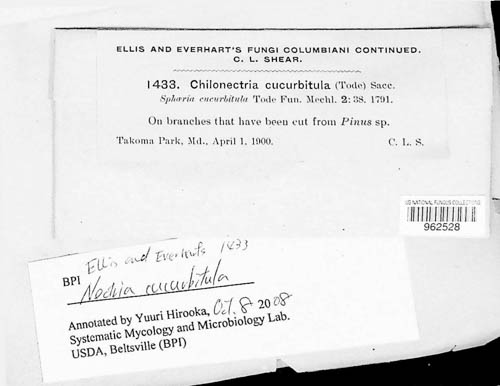 ELLIS AND EVERHART'S FUNGI COLUMBIANI CONTINUED.
C. L. SHEAR.
1433. Chilonectria cucurbitula (Tode) Sacc.
Sphæria cucurbitula Tode Fun. Mechl. 2: 38. 1791.
On branches that have been cut from Pinus sp.
Takoma Park, Md., April 1. 1900. C. L. S.
US NATIONAL FUNGUS COLLECTIONS
962528
Ellis and Everharts 1433
BPI
Nectria cucurbitula
Annotated by Yuuri Hirooka, Oct. 8 2008
Systematic Mycology and Microbiology Lab.
USDA, Beltsville (BPI)